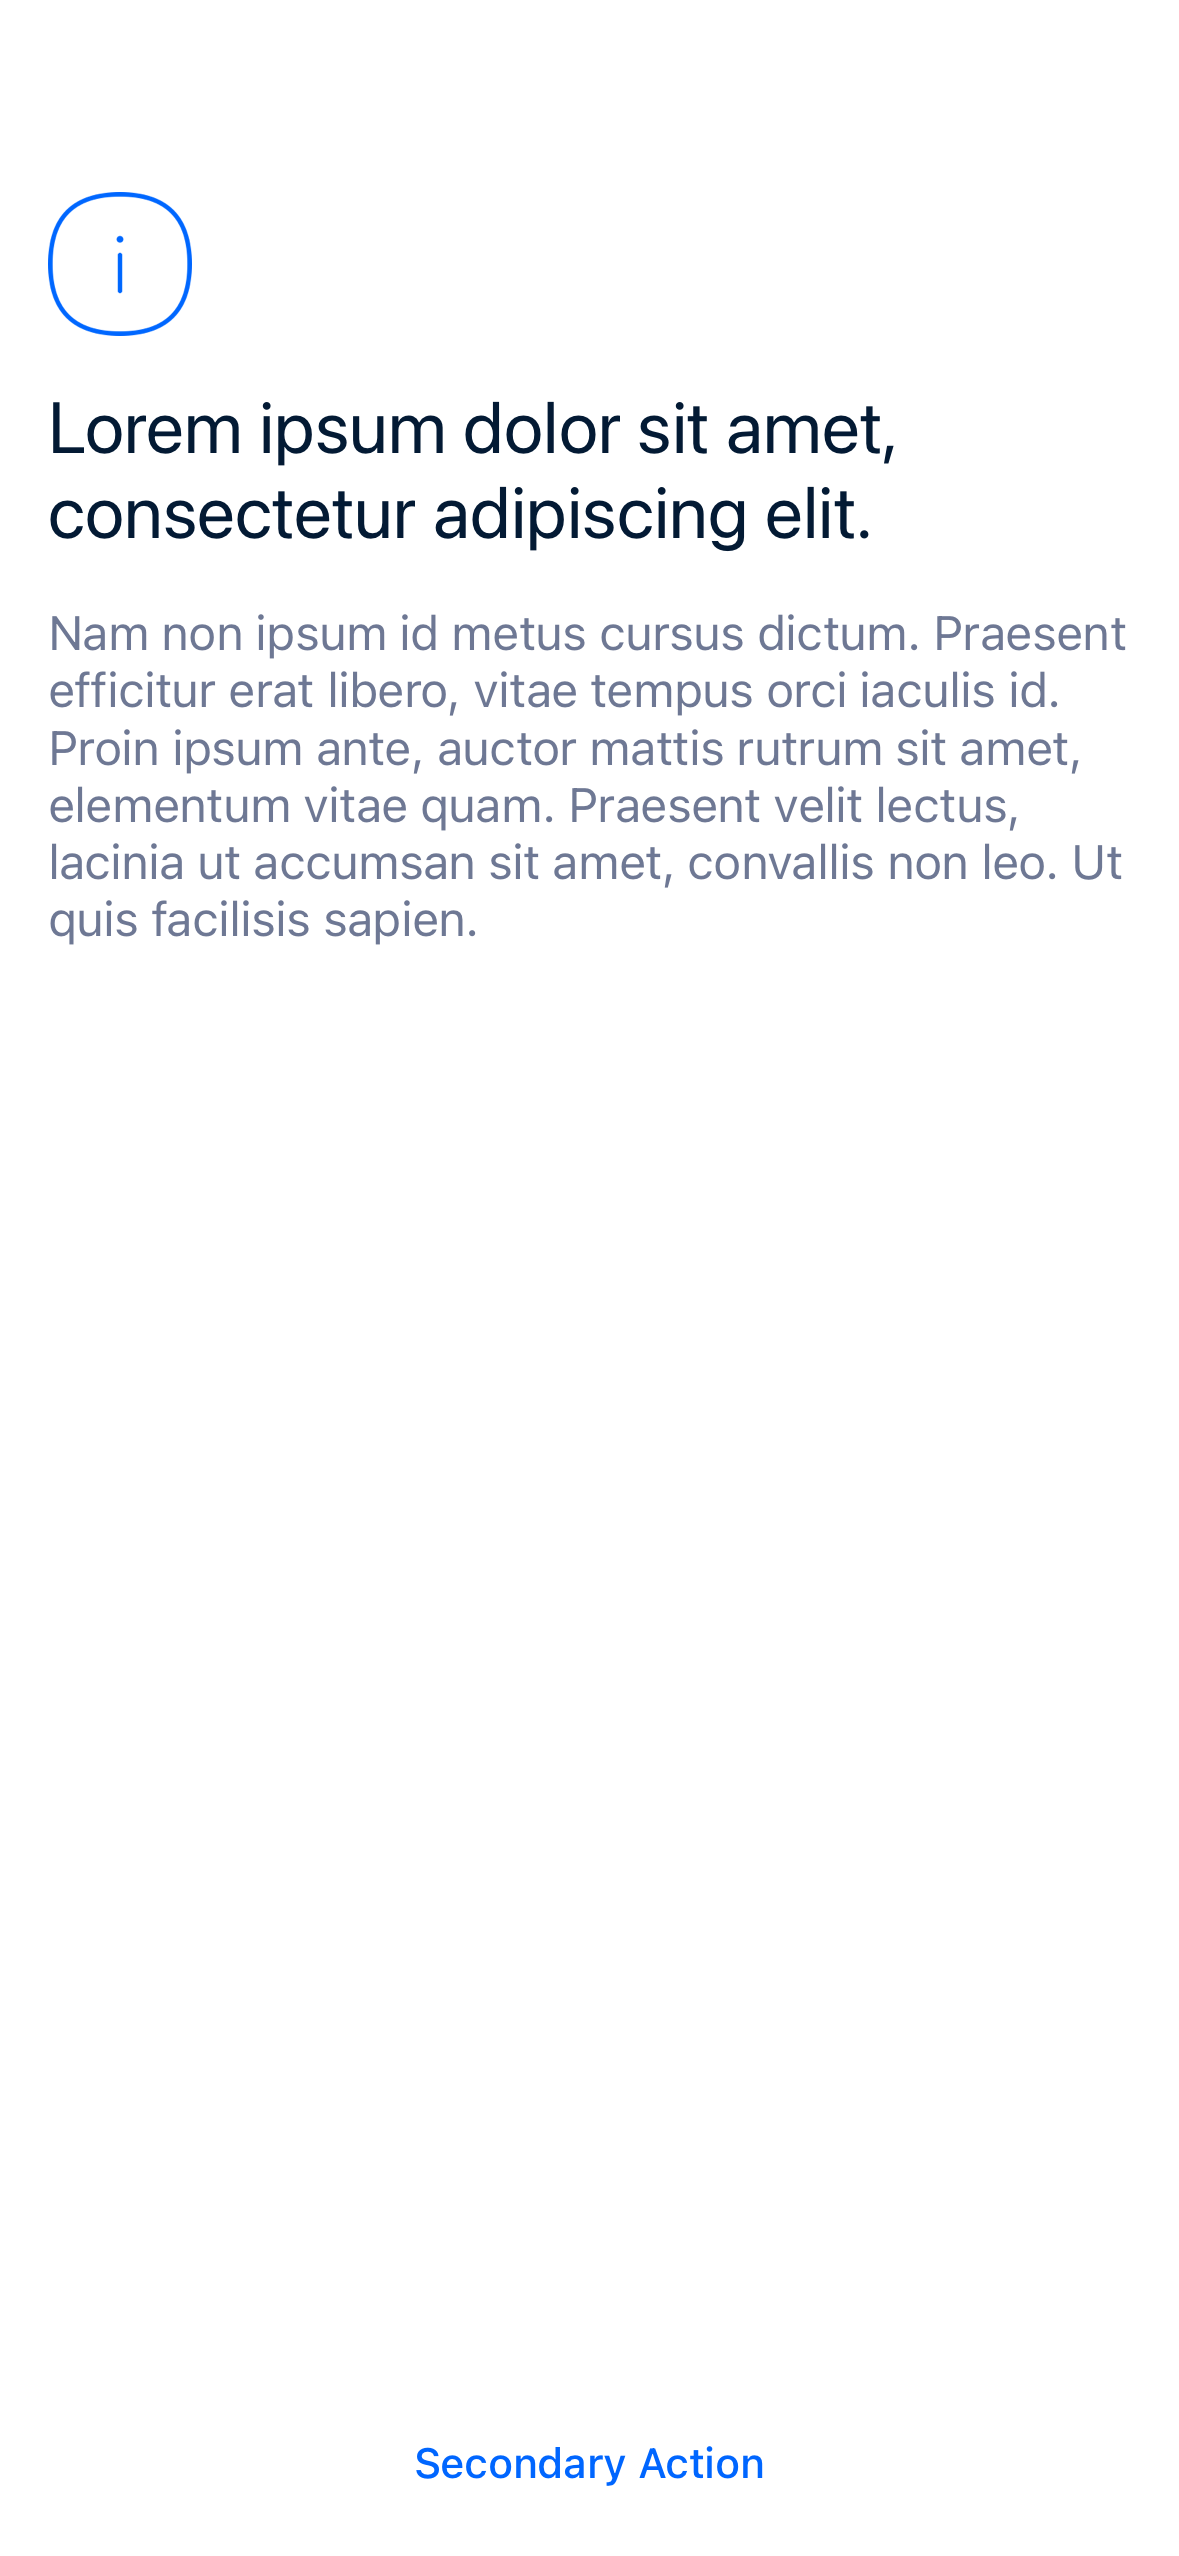 Lorem ipsum dolor sit amet,
consectetur adipiscing elit.
Nam non ipsum id metus cursus dictum. Praesent
efficitur erat libero, vitae tempus orci iaculis id.
Proin ipsum ante, auctor mattis rutrum sit amet,
elementum vitae quam. Praesent velit lectus,
lacinia ut accumsan sit amet, convallis non leo. Ut
quis facilisis sapien.
Secondary Action